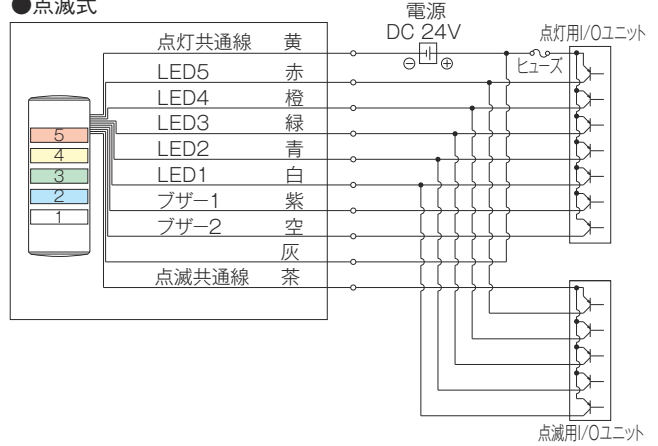 ●点滅式
電源
DC 24V
点灯用I/Oユニット
ヒューズ
点灯共通線 黄
LED5 赤
LED4 橙
LED3 緑
LED2 青
LED1 白
ブザー1 紫
ブザー2 空
灰
点滅共通線 茶
5
4
3
2
1
点滅用I/Oユニット